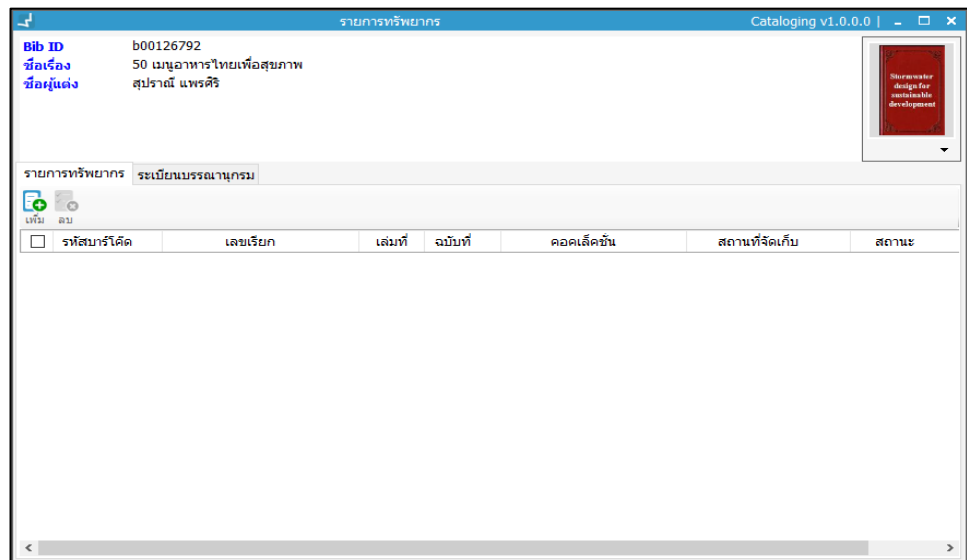 รายการทรัพยากร
Cataloging v1.0.0.0 |
Bib ID b00126792
ชื่อเรื่อง 50 เมนูอาหารไทยเพื่อสุขภาพ
ชื่อผู้แต่ง สุปราณี แพรศิริ
Stormwater
design for
sustainable
development
รายการทรัพยากร ระเบียนบรรณานุกรม
เพิ่ม ลบ
รหัสบาร์โค๊ด เลขเรียก เล่มที่ ฉบับที่ คอคเล็คชั่น สถานที่จัดเก็บ สถานะ